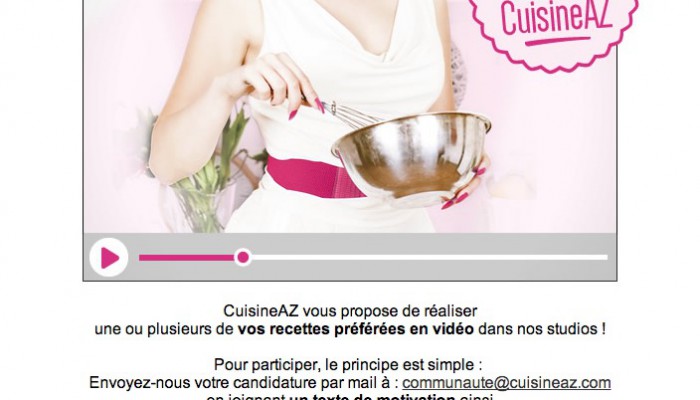 CuisineAZ
CuisineAZ vous propose de réaliser
une ou plusieurs de vos recettes préférées en vidéo dans nos studios !
Pour participer, le principe est simple :
Envoyez-nous votre candidature par mail à : communaute@cuisineaz.com
en joignant un texte de motivation ainsi